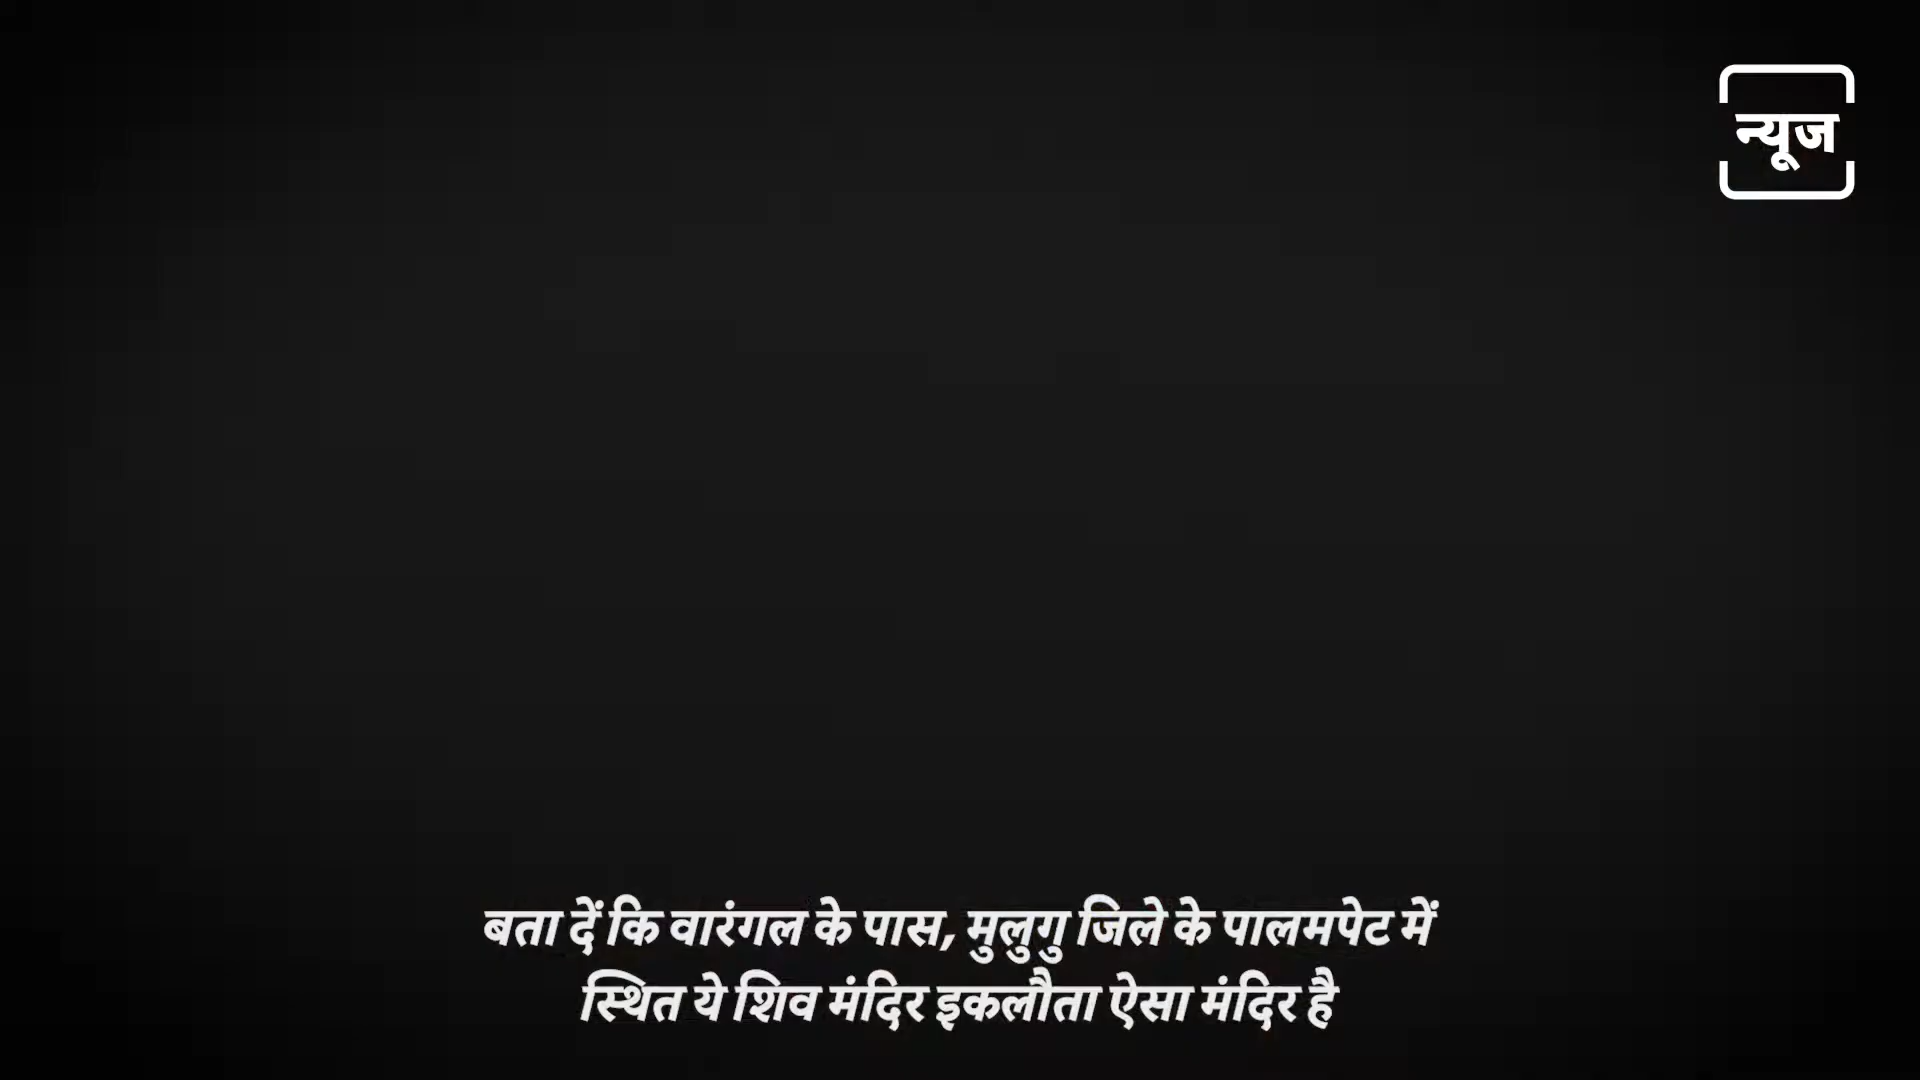 न्यूज
बता दें कि वारंगल के पास, मुलुगु जिले के पालमपेट में
स्थित ये शिव मंदिर इकलौता ऐसा मंदिर है